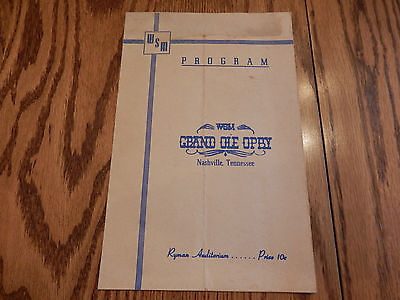 WSM
PROGRAM
WSM
GRAND OLE OPRY
Nashville, Tennessee
Ryman Auditorium . . . . . . Price 10c